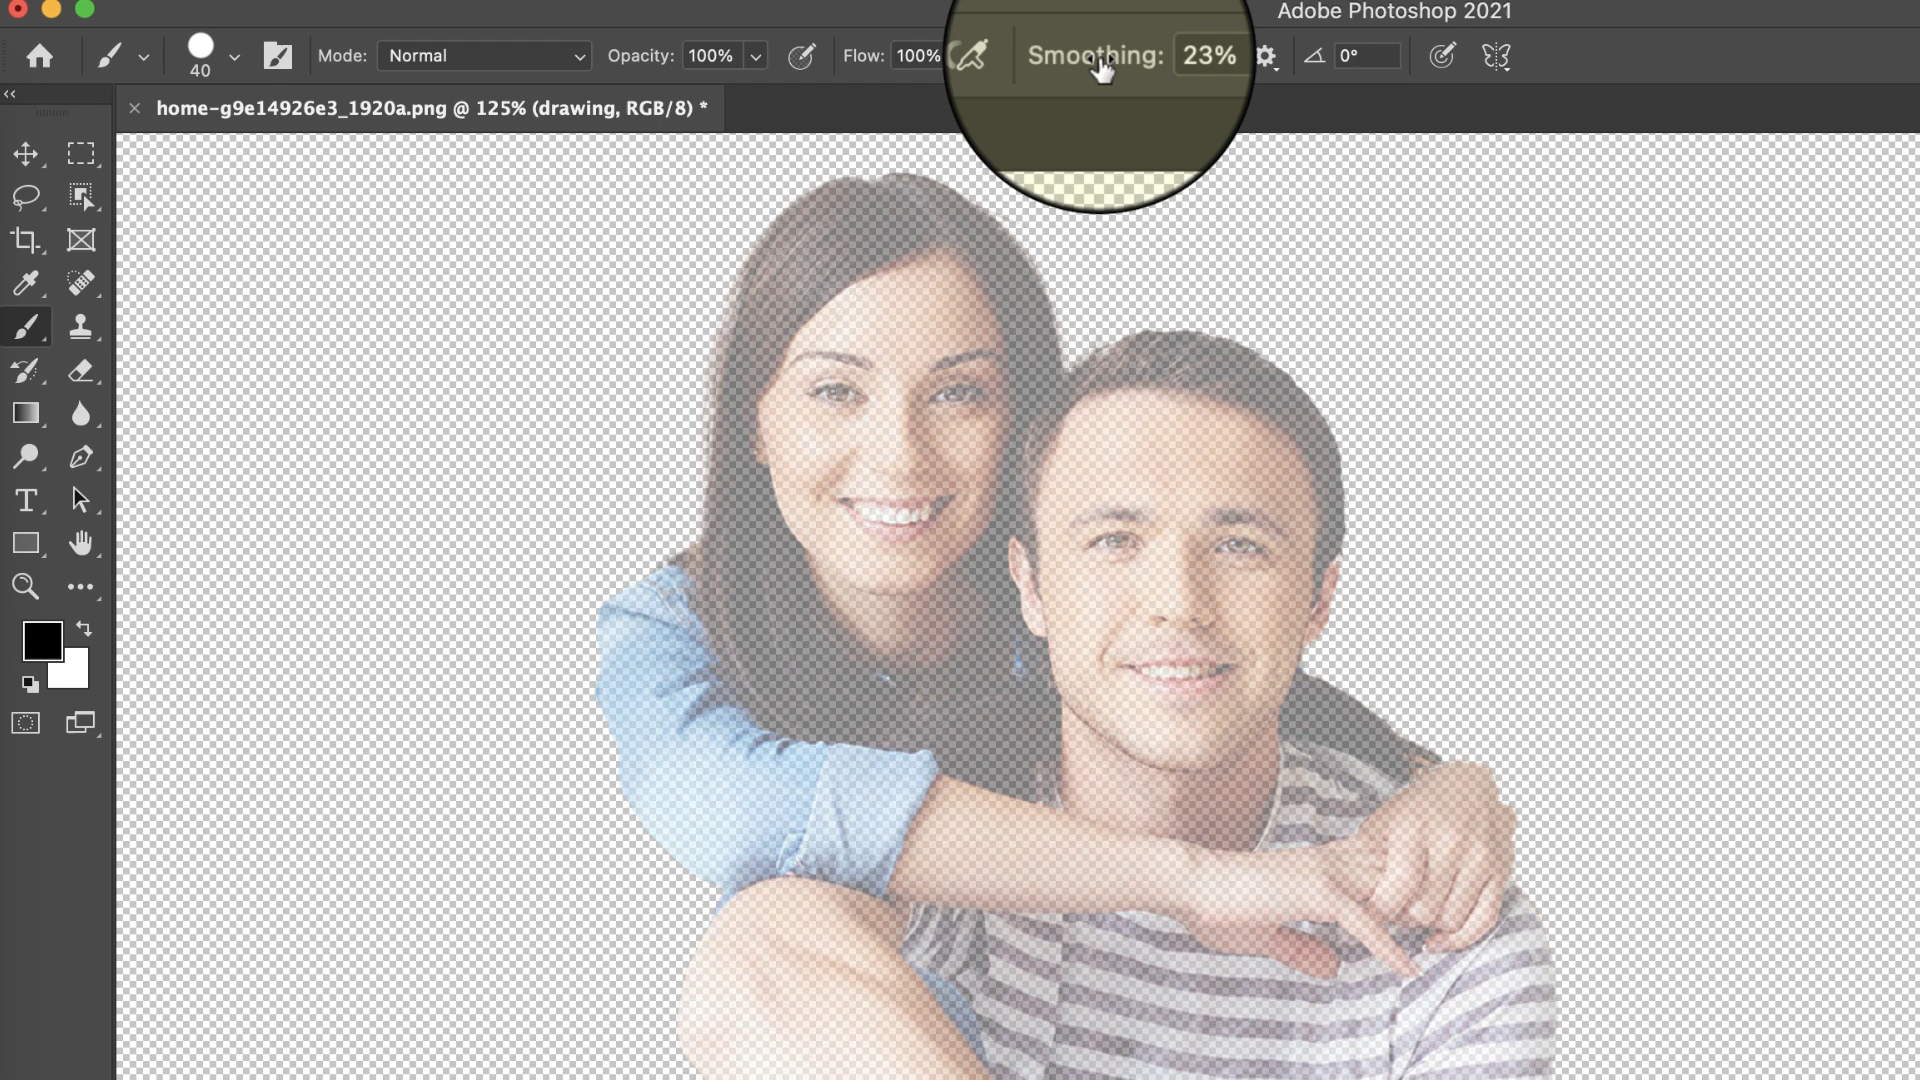 Adobe Photoshop 2021
40 Mode: Normal Opacity: 100% Flow: 100% Smoothing: 23% 0°
home-g9e14926e3_1920a.png @ 125% (drawing, RGB/8) *